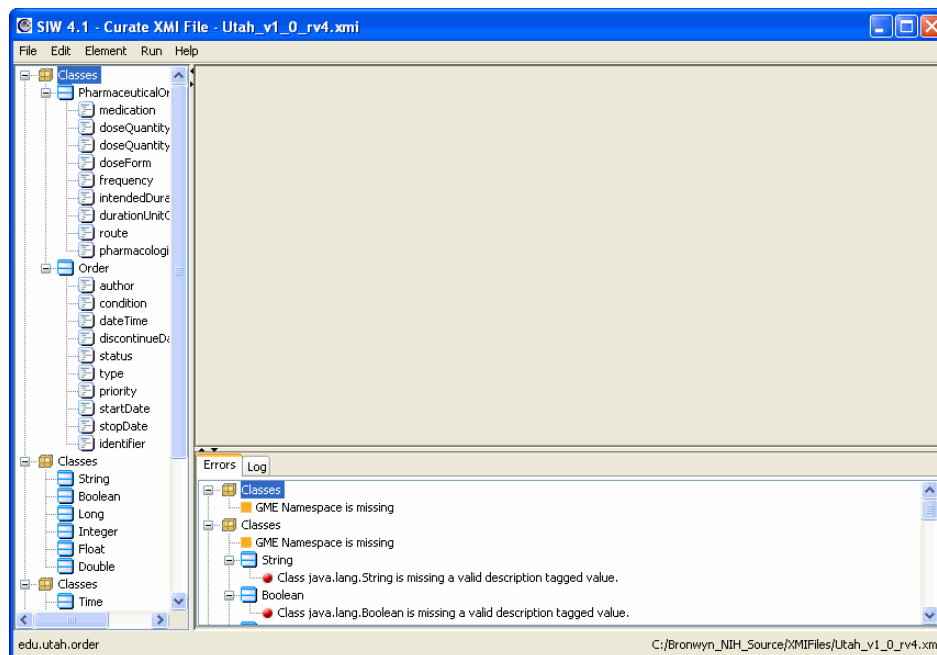 SIW 4.1 - Curate XMI File - Utah_v1_0_rv4.xmi
File Edit Element Run Help
Classes
PharmaceuticalOr
medication
doseQuantity
doseQuantity
doseForm
frequency
intendedDura
durationUnitC
route
pharmacologi
Order
author
condition
dateTime
discontinueDa
status
type
priority
startDate
stopDate
identifier
Classes
String
Boolean
Long
Integer
Float
Double
Classes
Time
Errors Log
Classes
GME Namespace is missing
Classes
GME Namespace is missing
String
Class java.lang.String is missing a valid description tagged value.
Boolean
Class java.lang.Boolean is missing a valid description tagged value.
edu.utah.order
C:/Bronwyn_NIH_Source/XMIFiles/Utah_v1_0_rv4.xm